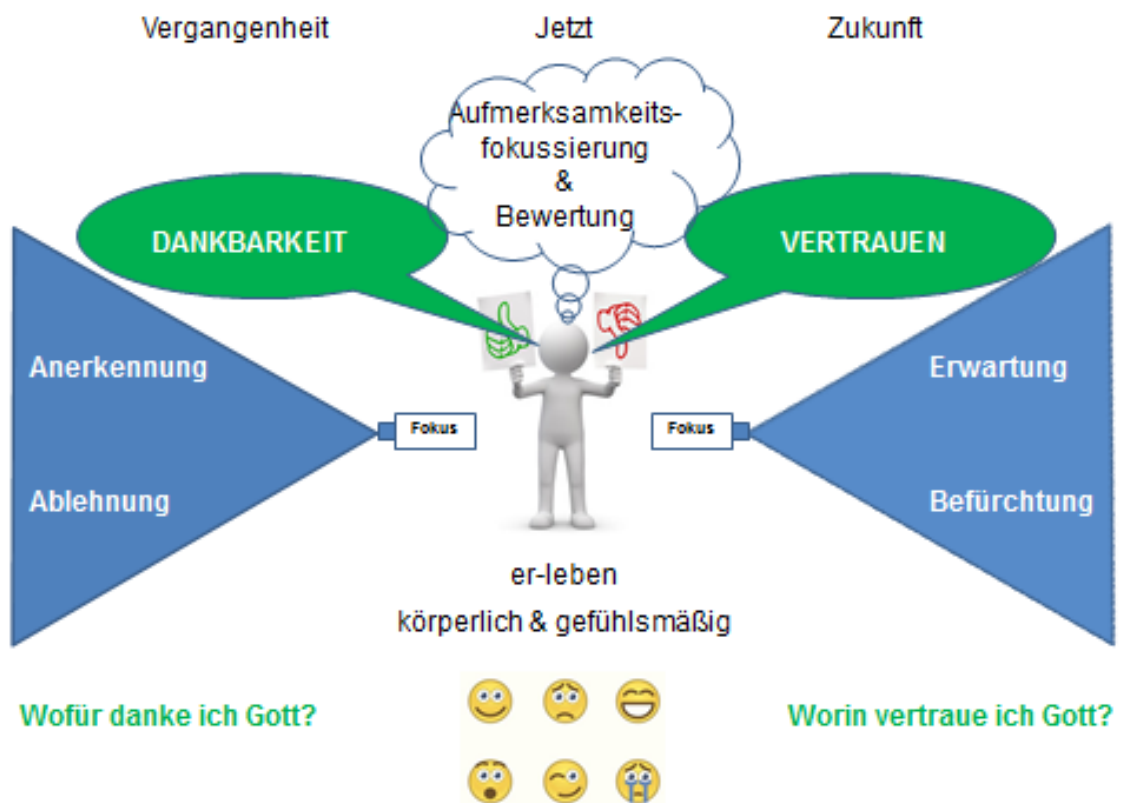 Vergangenheit
Jetzt
Zukunft
Aufmerksamkeits-
fokussierung
&
Bewertung
DANKBARKEIT
VERTRAUEN
Anerkennung
Ablehnung
Fokus
Fokus
Erwartung
Befürchtung
er-leben
körperlich & gefühlsmäßig
Wofür danke ich Gott?
Worin vertraue ich Gott?